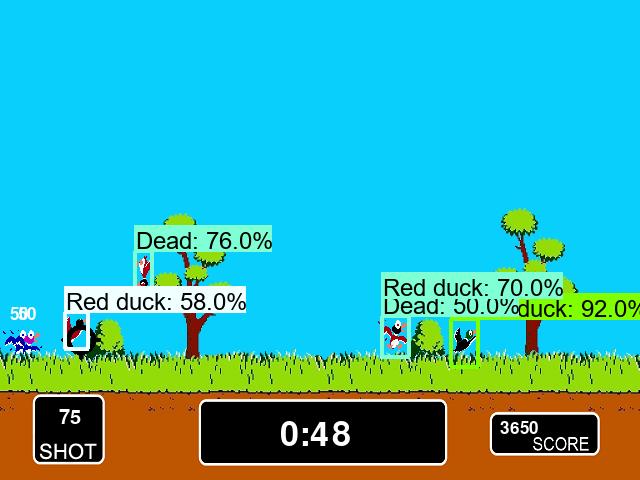 Dead: 76.0%
Red duck: 70.0%
Red duck: 58.0%
Dead: 50.0%
duck: 92.0%
75
SHOT
0:48
3650
SCORE